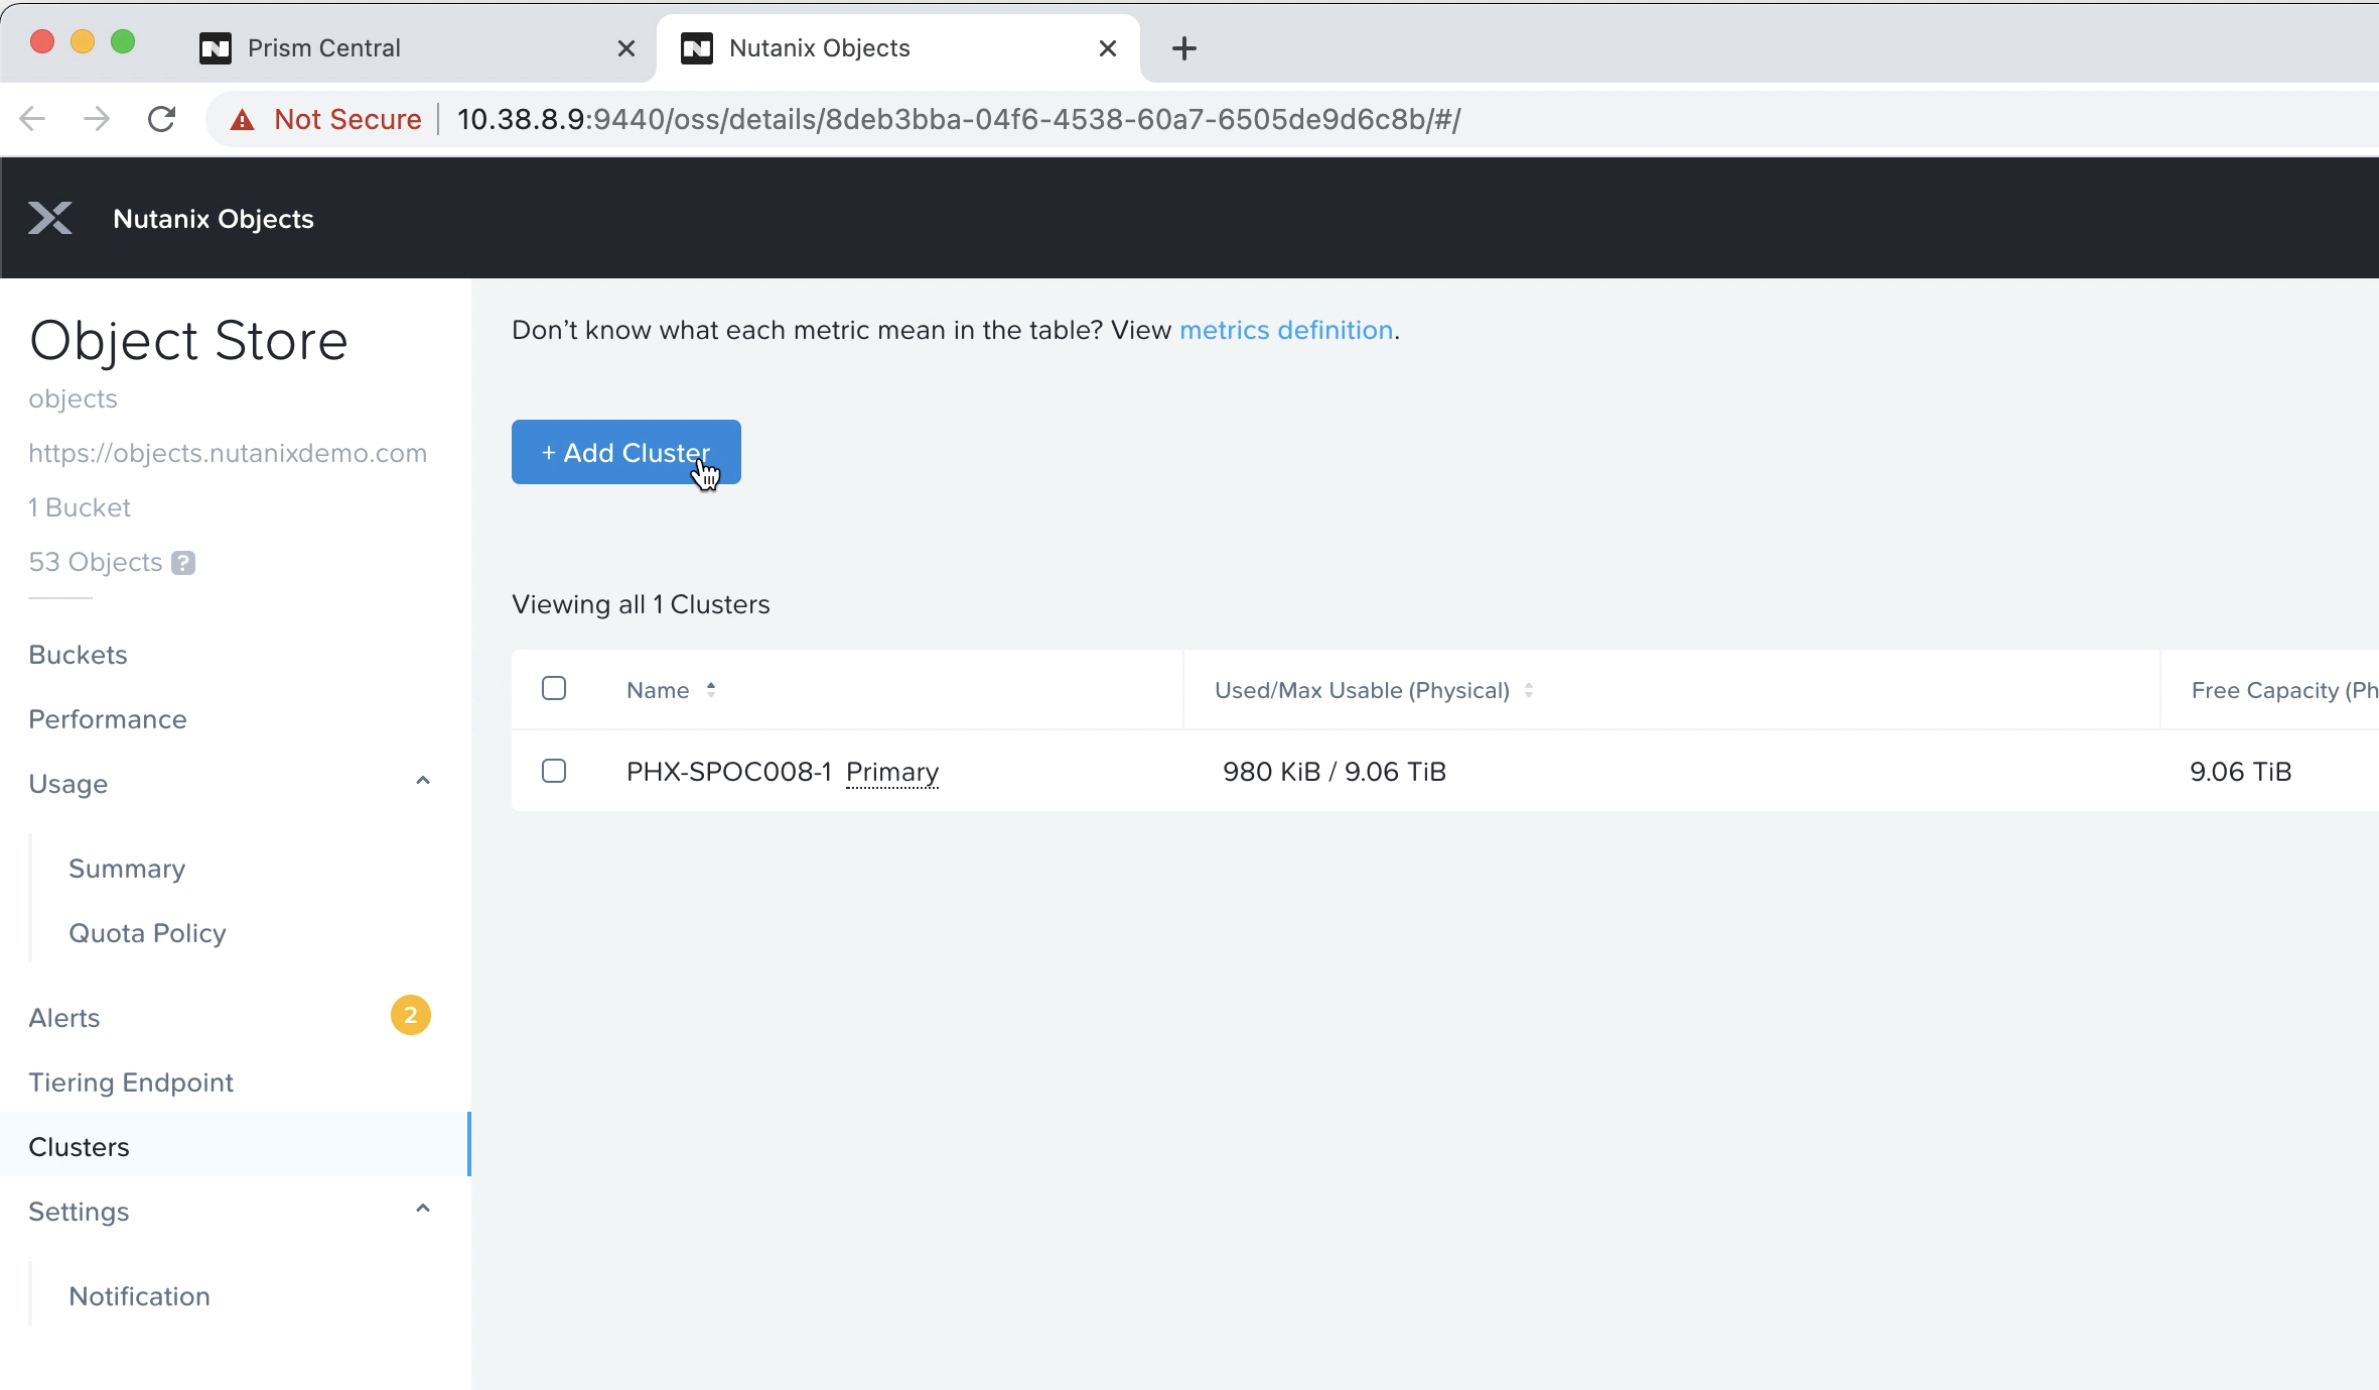 Prism Central
Nutanix Objects
Not Secure
10.38.8.9:9440/oss/details/8deb3bba-04f6-4538-60a7-6505de9d6c8b/#/
Nutanix Objects
Object Store
objects
https://objects.nutanixdemo.com
1 Bucket
53 Objects ?
Buckets
Performance
Usage
Summary
Quota Policy
Alerts 2
Tiering Endpoint
Clusters
Settings
Notification
Don’t know what each metric mean in the table? View metrics definition.
+ Add Cluster
Viewing all 1 Clusters
Name Used/Max Usable (Physical) Free Capacity (Ph
PHX-SPOC008-1 Primary 980 KiB / 9.06 TiB 9.06 TiB